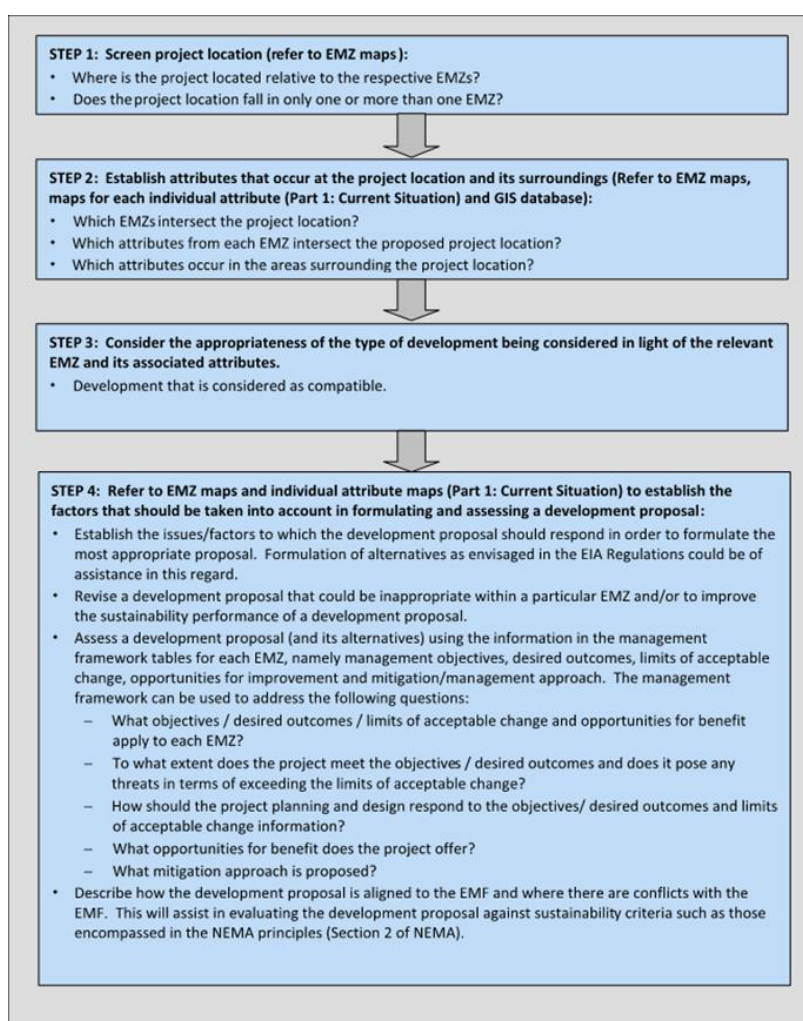 STEP 1: Screen project location (refer to EMZ maps):
• Where is the project located relative to the respective EMZs?
• Does the project location fall in only one or more than one EMZ?
STEP 2: Establish attributes that occur at the project location and its surroundings (Refer to EMZ maps,
maps for each individual attribute (Part 1: Current Situation) and GIS database):
• Which EMZs intersect the project location?
• Which attributes from each EMZ intersect the proposed project location?
• Which attributes occur in the areas surrounding the project location?
STEP 3: Consider the appropriateness of the type of development being considered in light of the relevant
EMZ and its associated attributes.
• Development that is considered as compatible.
STEP 4: Refer to EMZ maps and individual attribute maps (Part 1: Current Situation) to establish the
factors that should be taken into account in formulating and assessing a development proposal:
• Establish the issues/factors to which the development proposal should respond in order to formulate the
most appropriate proposal. Formulation of alternatives as envisaged in the EIA Regulations could be of
assistance in this regard.
• Revise a development proposal that could be inappropriate within a particular EMZ and/or to improve
the sustainability performance of a development proposal.
• Assess a development proposal (and its alternatives) using the information in the management
framework tables for each EMZ, namely management objectives, desired outcomes, limits of acceptable
change, opportunities for improvement and mitigation/management approach. The management
framework can be used to address the following questions:
– What objectives / desired outcomes / limits of acceptable change and opportunities for benefit
apply to each EMZ?
– To what extent does the project meet the objectives / desired outcomes and does it pose any
threats in terms of exceeding the limits of acceptable change?
– How should the project planning and design respond to the objectives/ desired outcomes and limits
of acceptable change information?
– What opportunities for benefit does the project offer?
– What mitigation approach is proposed?
• Describe how the development proposal is aligned to the EMF and where there are conflicts with the
EMF. This will assist in evaluating the development proposal against sustainability criteria such as those
encompassed in the NEMA principles (Section 2 of NEMA).